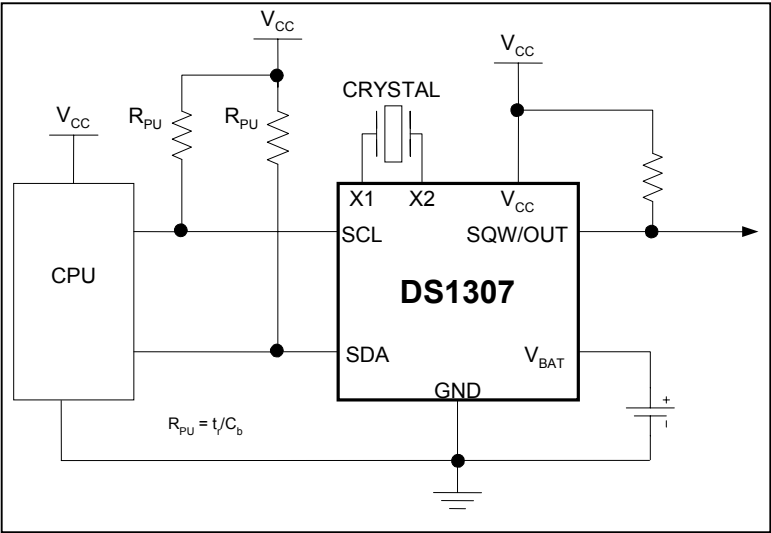 VCC
VCC
CRYSTAL
VCC
RPU
RPU
X1
X2
VCC
SCL
SQW/OUT
CPU
DS1307
SDA
VBAT
GND
+
-
RPU = tr/Cb